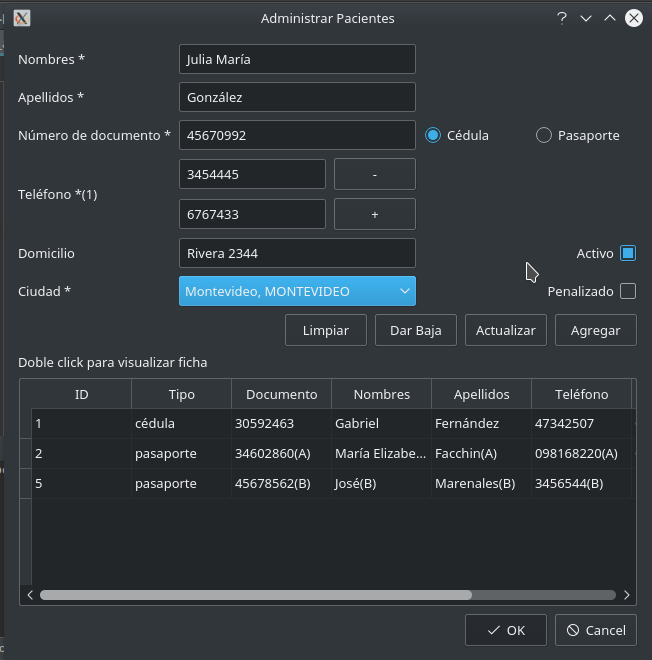 Administrar Pacientes
Nombres * Julia María
Apellidos * González
Número de documento * 45670992 Cédula Pasaporte
3454445 -
Teléfono *(1)
6767433 +
Domicilio Rivera 2344 Activo
Ciudad * Montevideo, MONTEVIDEO Penalizado
Limpiar Dar Baja Actualizar Agregar
Doble click para visualizar ficha
ID Tipo Documento Nombres Apellidos Teléfono
1 cédula 30592463 Gabriel Fernández 47342507
2 pasaporte 34602860(A) María Elizabe... Facchin(A) 098168220(A)
5 pasaporte 45678562(B) José(B) Marenales(B) 3456544(B)
OK Cancel